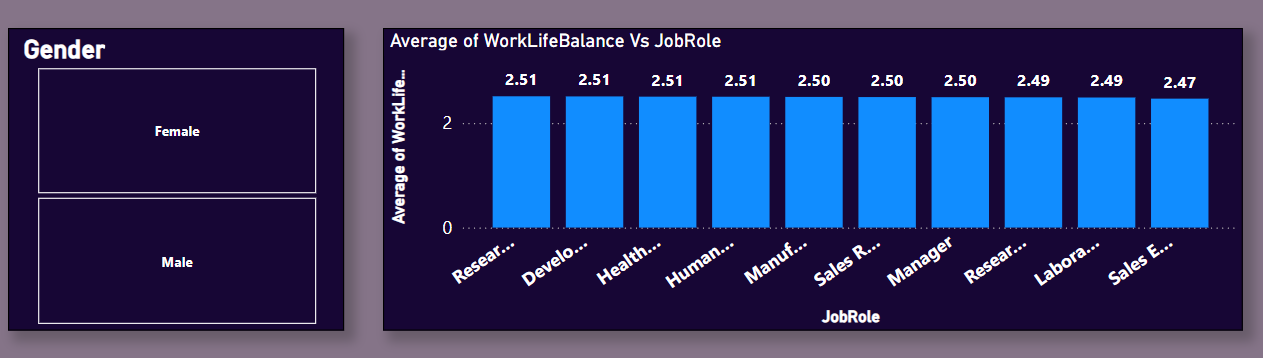 Gender
Female
Male
Average of WorkLifeBalance Vs JobRole
Average of WorkLife...
2.51 2.51 2.51 2.51 2.50 2.50 2.50 2.49 2.49 2.47
2
0
Resear... Develo... Health... Human... Manuf... Sales R... Manager Resear... Labora... Sales E...
JobRole